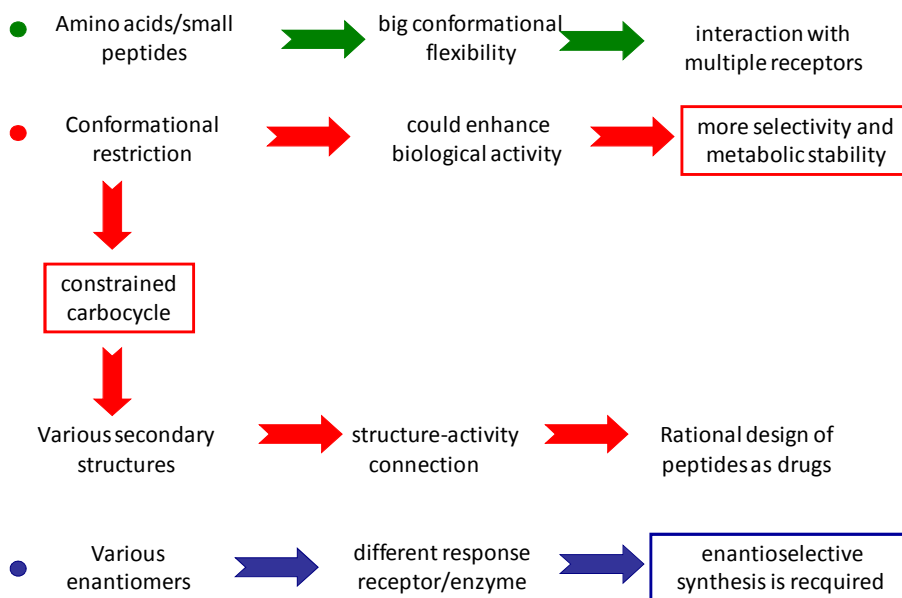 Amino acids/small
peptides
big conformational
flexibility
interaction with
multiple receptors
Conformational
restriction
could enhance
biological activity
more selectivity and
metabolic stability
constrained
carbocycle
Various secondary
structures
structure-activity
connection
Rational design of
peptides as drugs
Various
enantiomers
different response
receptor/enzyme
enantioselective
synthesis is recquired